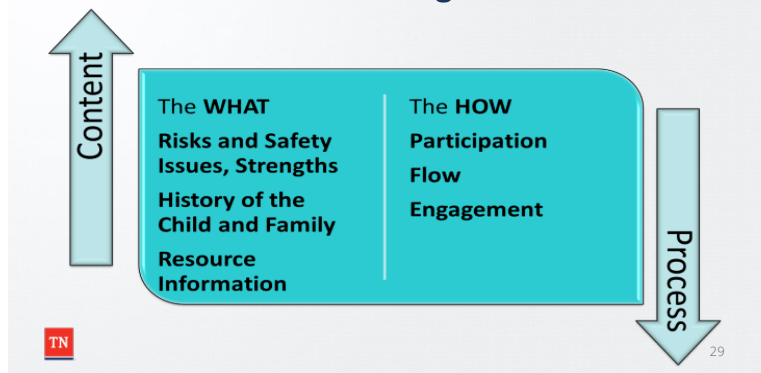 Content
The WHAT
Risks and Safety
Issues, Strengths
History of the
Child and Family
Resource
Information
The HOW
Participation
Flow
Engagement
Process
TN
29